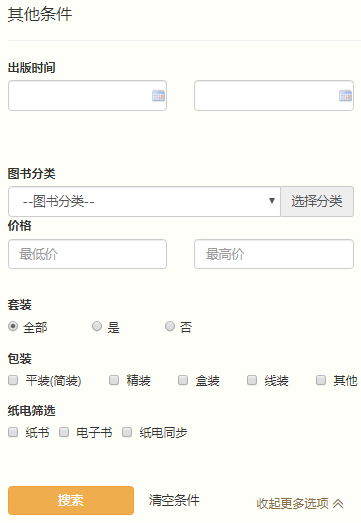 其他条件
出版时间
图书分类
--图书分类-- 选择分类
价格
最低价 最高价
套装
全部 是 否
包装
平装(简装) 精装 盒装 线装 其他
纸电筛选
纸书 电子书 纸电同步
搜索 清空条件 收起更多选项